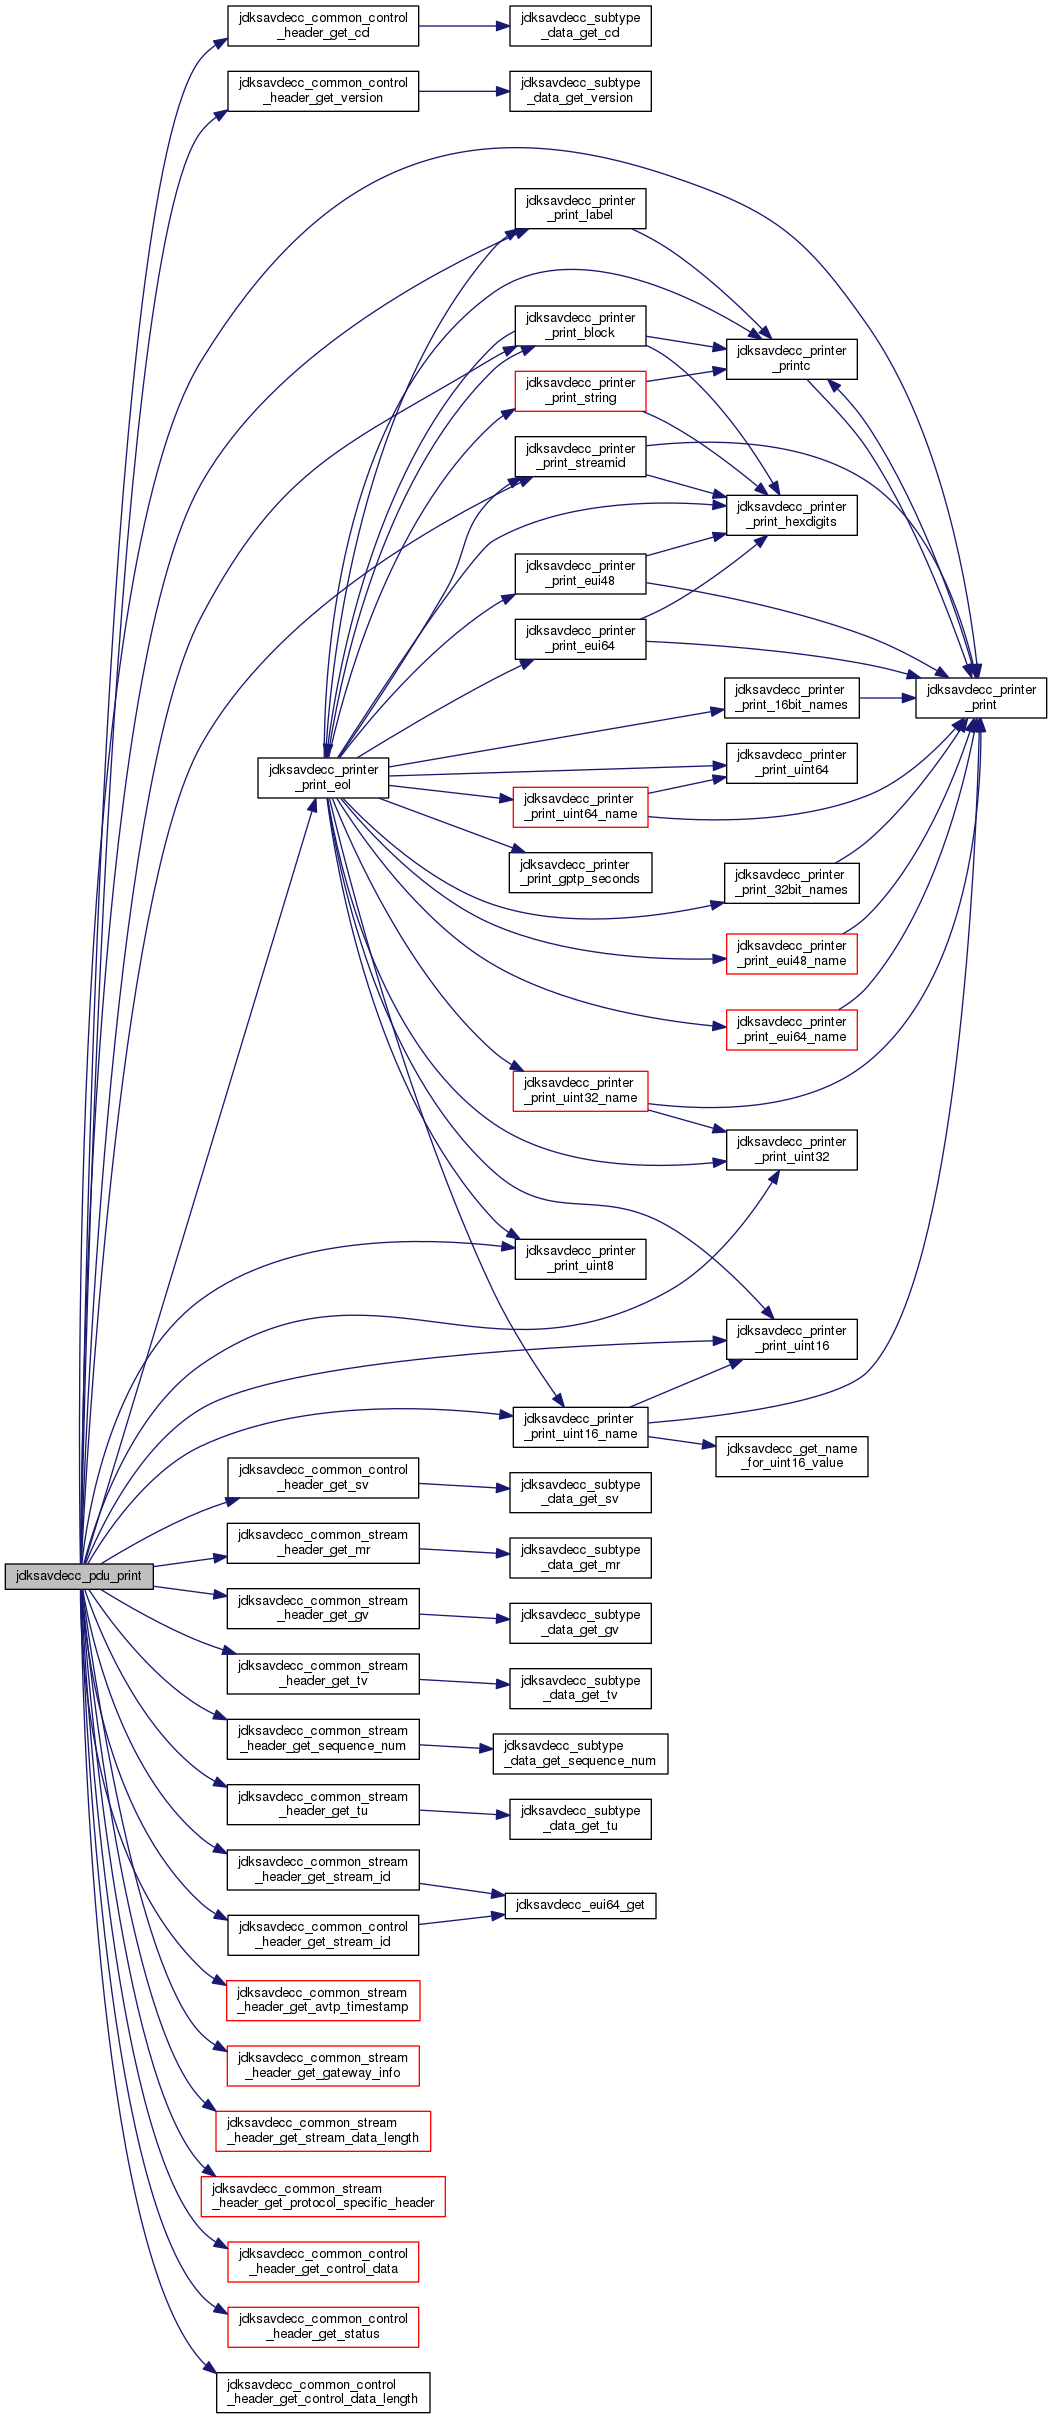 jdksavdecc_common_control
_header_get_cd
jdksavdecc_subtype
_data_get_cd
jdksavdecc_common_control
_header_get_version
jdksavdecc_subtype
_data_get_version
jdksavdecc_printer
_print_label
jdksavdecc_printer
_print_block
jdksavdecc_printer
_printc
jdksavdecc_printer
_print_string
jdksavdecc_printer
_print_streamid
jdksavdecc_printer
_print_hexdigits
jdksavdecc_printer
_print_eui48
jdksavdecc_printer
_print_eui64
jdksavdecc_printer
_print_16bit_names
jdksavdecc_printer
_print
jdksavdecc_printer
_print_eol
jdksavdecc_printer
_print_uint64
jdksavdecc_printer
_print_uint64_name
jdksavdecc_printer
_print_gptp_seconds
jdksavdecc_printer
_print_32bit_names
jdksavdecc_printer
_print_eui48_name
jdksavdecc_printer
_print_eui64_name
jdksavdecc_printer
_print_uint32_name
jdksavdecc_printer
_print_uint32
jdksavdecc_printer
_print_uint8
jdksavdecc_printer
_print_uint16
jdksavdecc_printer
_print_uint16_name
jdksavdecc_get_name
_for_uint16_value
jdksavdecc_common_control
_header_get_sv
jdksavdecc_subtype
_data_get_sv
jdksavdecc_common_stream
_header_get_mr
jdksavdecc_subtype
_data_get_mr
jdksavdecc_pdu_print
jdksavdecc_common_stream
_header_get_gv
jdksavdecc_subtype
_data_get_gv
jdksavdecc_common_stream
_header_get_tv
jdksavdecc_subtype
_data_get_tv
jdksavdecc_common_stream
_header_get_sequence_num
jdksavdecc_subtype
_data_get_sequence_num
jdksavdecc_common_stream
_header_get_tu
jdksavdecc_subtype
_data_get_tu
jdksavdecc_common_stream
_header_get_stream_id
jdksavdecc_eui64_get
jdksavdecc_common_control
_header_get_stream_id
jdksavdecc_common_stream
_header_get_avtp_timestamp
jdksavdecc_common_stream
_header_get_gateway_info
jdksavdecc_common_stream
_header_get_stream_data_length
jdksavdecc_common_stream
_header_get_protocol_specific_header
jdksavdecc_common_control
_header_get_control_data
jdksavdecc_common_control
_header_get_status
jdksavdecc_common_control
_header_get_control_data_length